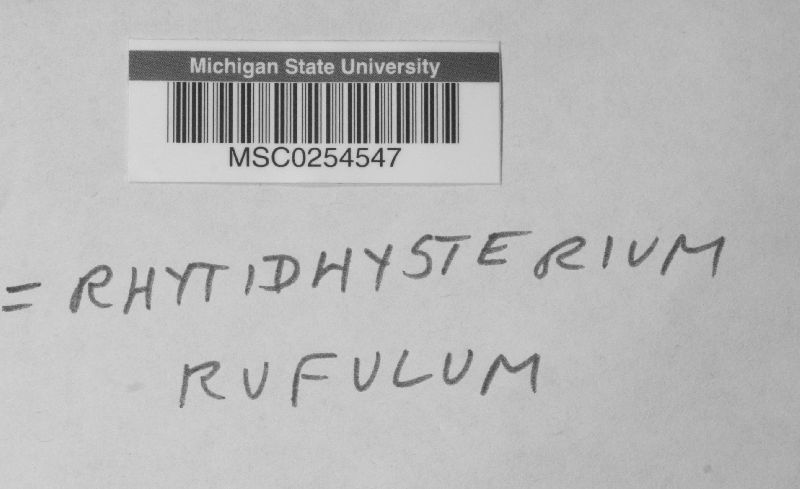 Michigan State University
MSC0254547
= RHYTIDHYSTERIUM
RUFULUM